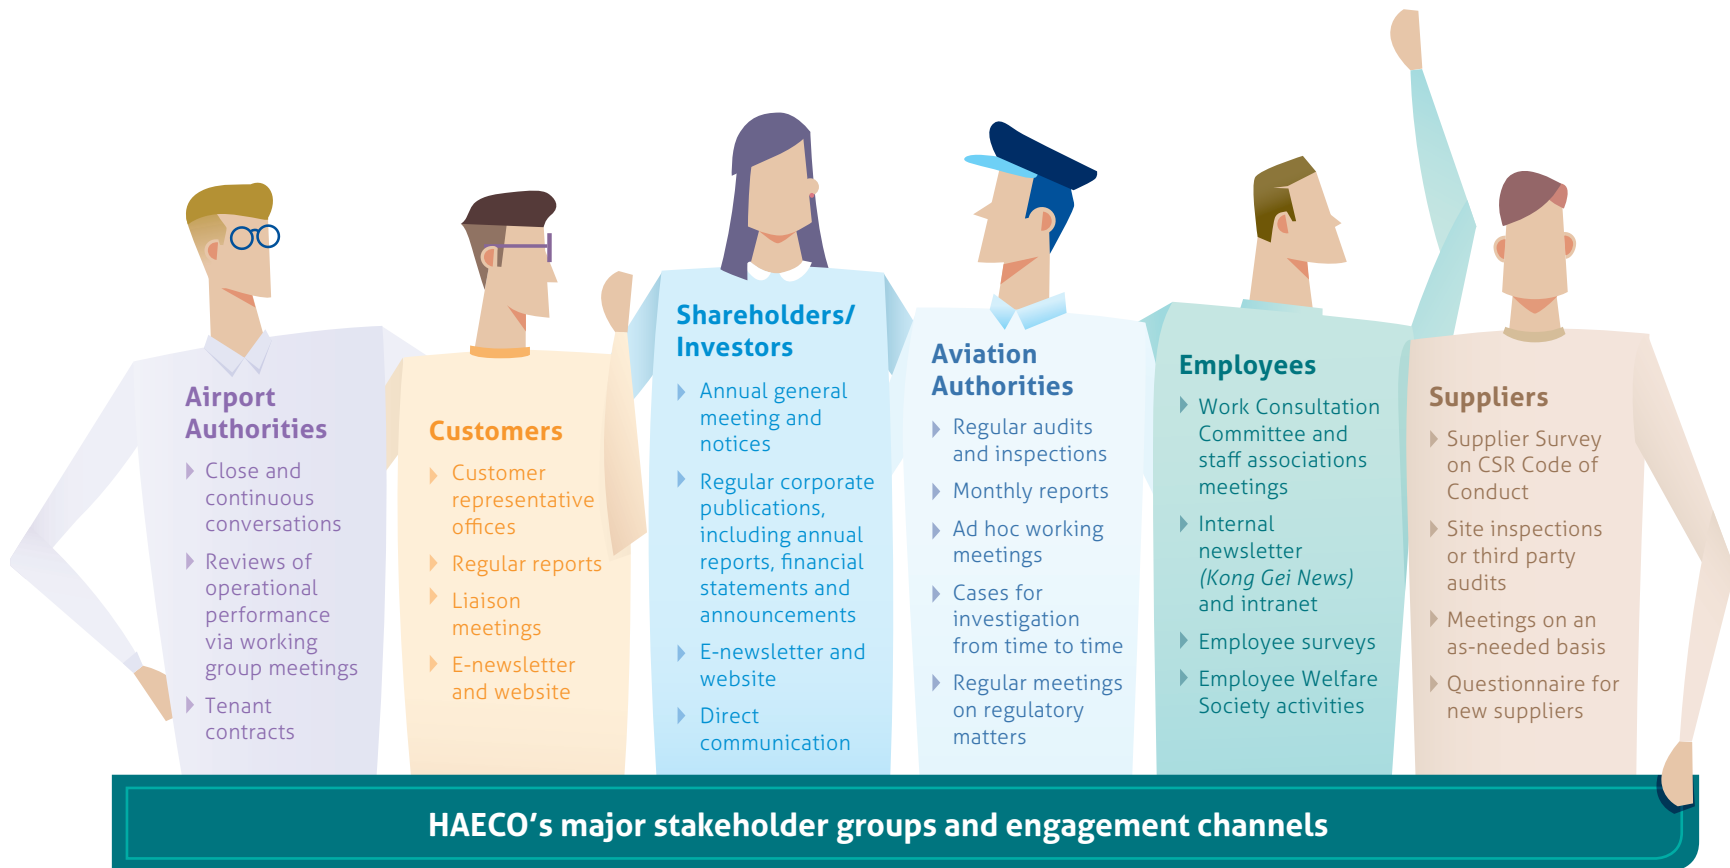 Airport
Authorities
Close and
continuous
conversations
Reviews of
operational
performance
via working
group meetings
Tenant
contracts
Customers
Customer
representative
offices
Regular reports
Liaison
meetings
E-newsletter
and website
Shareholders/
Investors
Annual general
meeting and
notices
Regular corporate
publications,
including annual
reports, financial
statements and
announcements
E-newsletter and
website
Direct
communication
Aviation
Authorities
Regular audits
and inspections
Monthly reports
Ad hoc working
meetings
Cases for
investigation
from time to time
Regular meetings
on regulatory
matters
Employees
Work Consultation
Committee and
staff associations
meetings
Internal
newsletter
(Kong Gei News)
and intranet
Employee surveys
Employee Welfare
Society activities
Suppliers
Supplier Survey
on CSR Code of
Conduct
Site inspections
or third party
audits
Meetings on an
as-needed basis
Questionnaire for
new suppliers
HAECO's major stakeholder groups and engagement channels